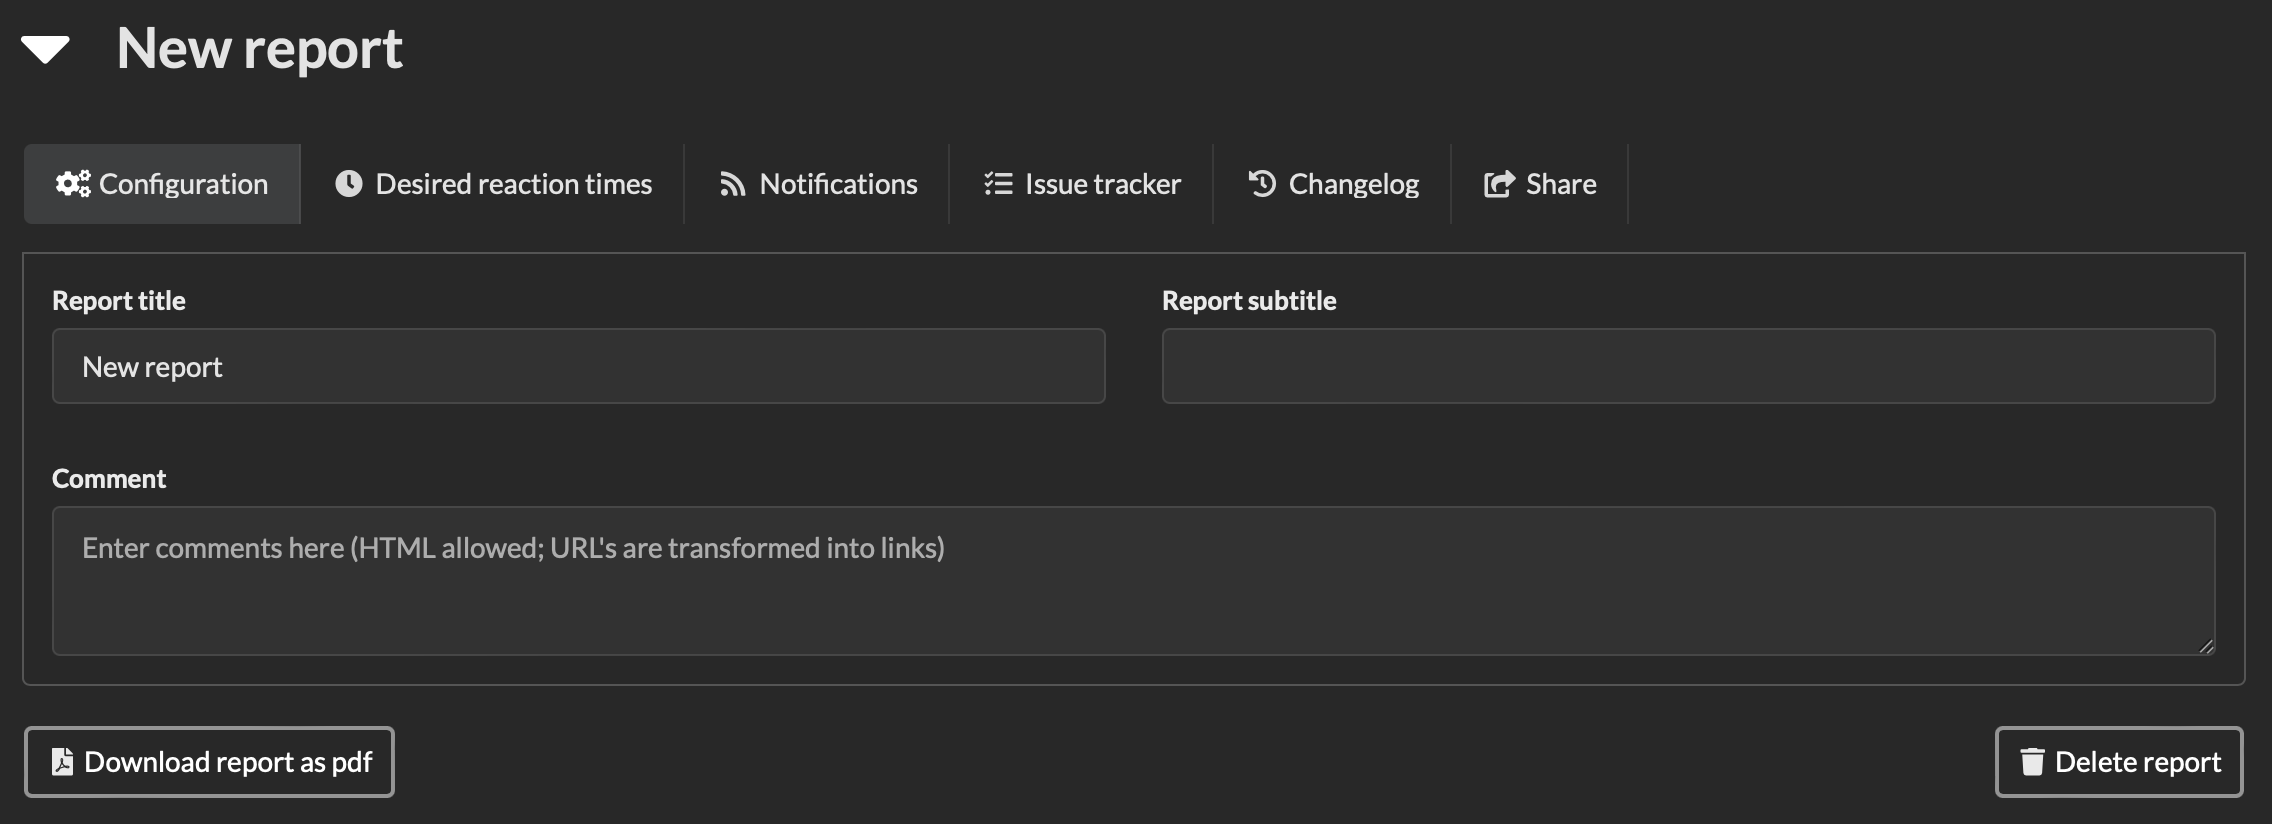 New report
Configuration
Desired reaction times
Notifications
Issue tracker
Changelog
Share
Report title
Report subtitle
New report
Comment
Enter comments here (HTML allowed; URL's are transformed into links)
Download report as pdf
Delete report